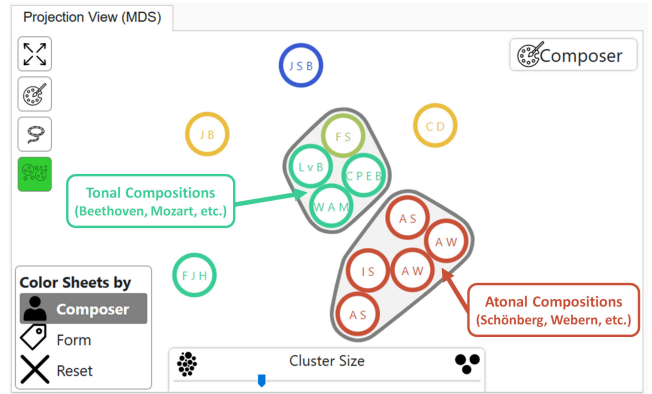 Projection View (MDS)
Composer
J S B
J B
C D
F S
L v B
C P E B
W A M
Tonal Compositions
(Beethoven, Mozart, etc.)
A S
A W
I S
A W
A S
F J H
Atonal Compositions
(Schönberg, Webern, etc.)
Color Sheets by
Composer
Form
Reset
Cluster Size